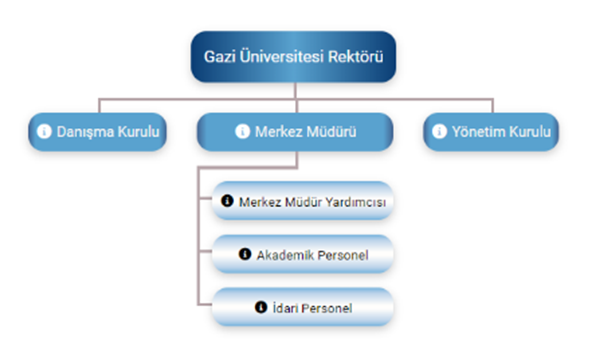 Gazi Üniversitesi Rektörü
Danışma Kurulu
Merkez Müdürü
Yönetim Kurulu
Merkez Müdür Yardımcısı
Akademik Personel
İdari Personel